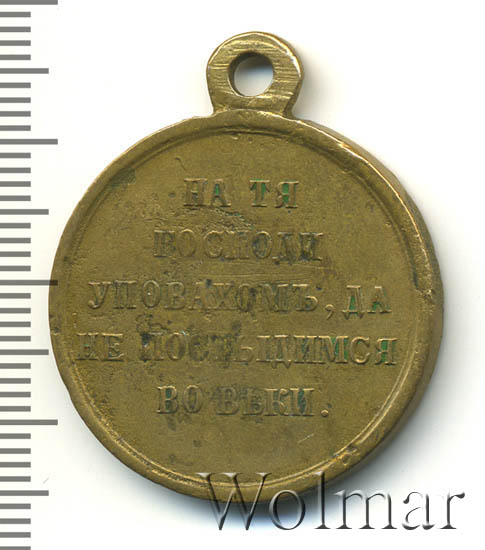 НА ТЯ
ГОСПОДИ
УПОВАХОМЪ, ДА
НЕ ПОСТЫДИМСЯ
ВО ВѢКИ.
Wolmar